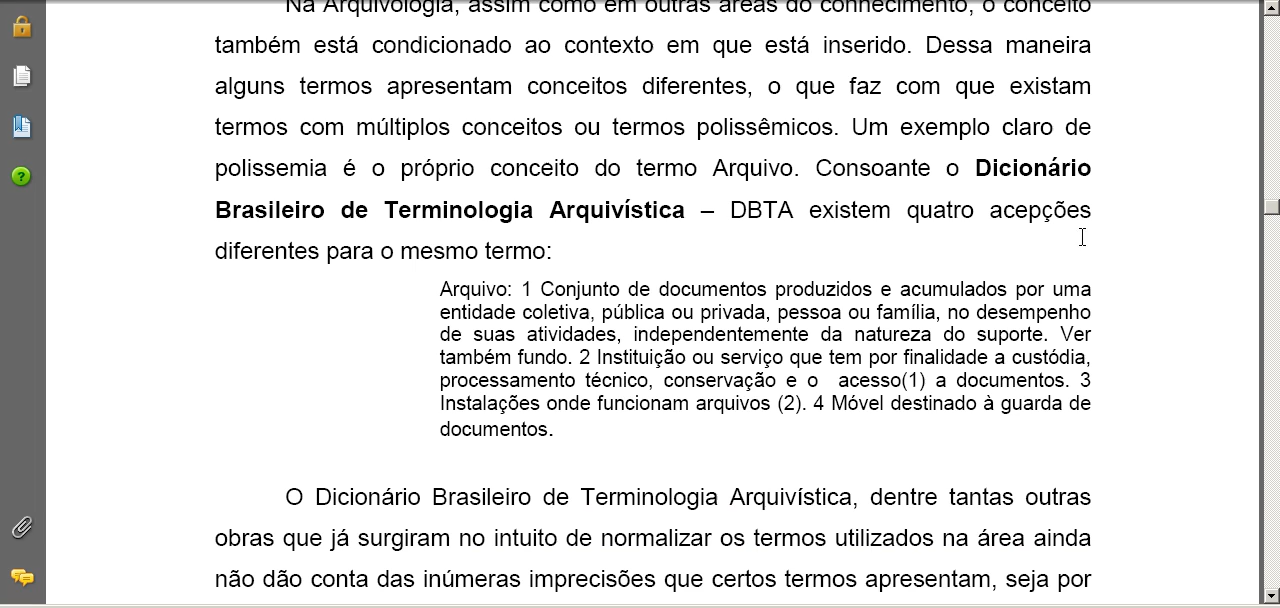 Na Arquivologia, assim como em outras áreas do conhecimento, o conceito
também está condicionado ao contexto em que está inserido. Dessa maneira
alguns termos apresentam conceitos diferentes, o que faz com que existam
termos com múltiplos conceitos ou termos polissêmicos. Um exemplo claro de
polissemia é o próprio conceito do termo Arquivo. Consoante o Dicionário
Brasileiro de Terminologia Arquivística – DBTA existem quatro acepções
diferentes para o mesmo termo:
Arquivo: 1 Conjunto de documentos produzidos e acumulados por uma
entidade coletiva, pública ou privada, pessoa ou família, no desempenho
de suas atividades, independentemente da natureza do suporte. Ver
também fundo. 2 Instituição ou serviço que tem por finalidade a custódia,
processamento técnico, conservação e o acesso(1) a documentos. 3
Instalações onde funcionam arquivos (2). 4 Móvel destinado à guarda de
documentos.
O Dicionário Brasileiro de Terminologia Arquivística, dentre tantas outras
obras que já surgiram no intuito de normalizar os termos utilizados na área ainda
não dão conta das inúmeras imprecisões que certos termos apresentam, seja por